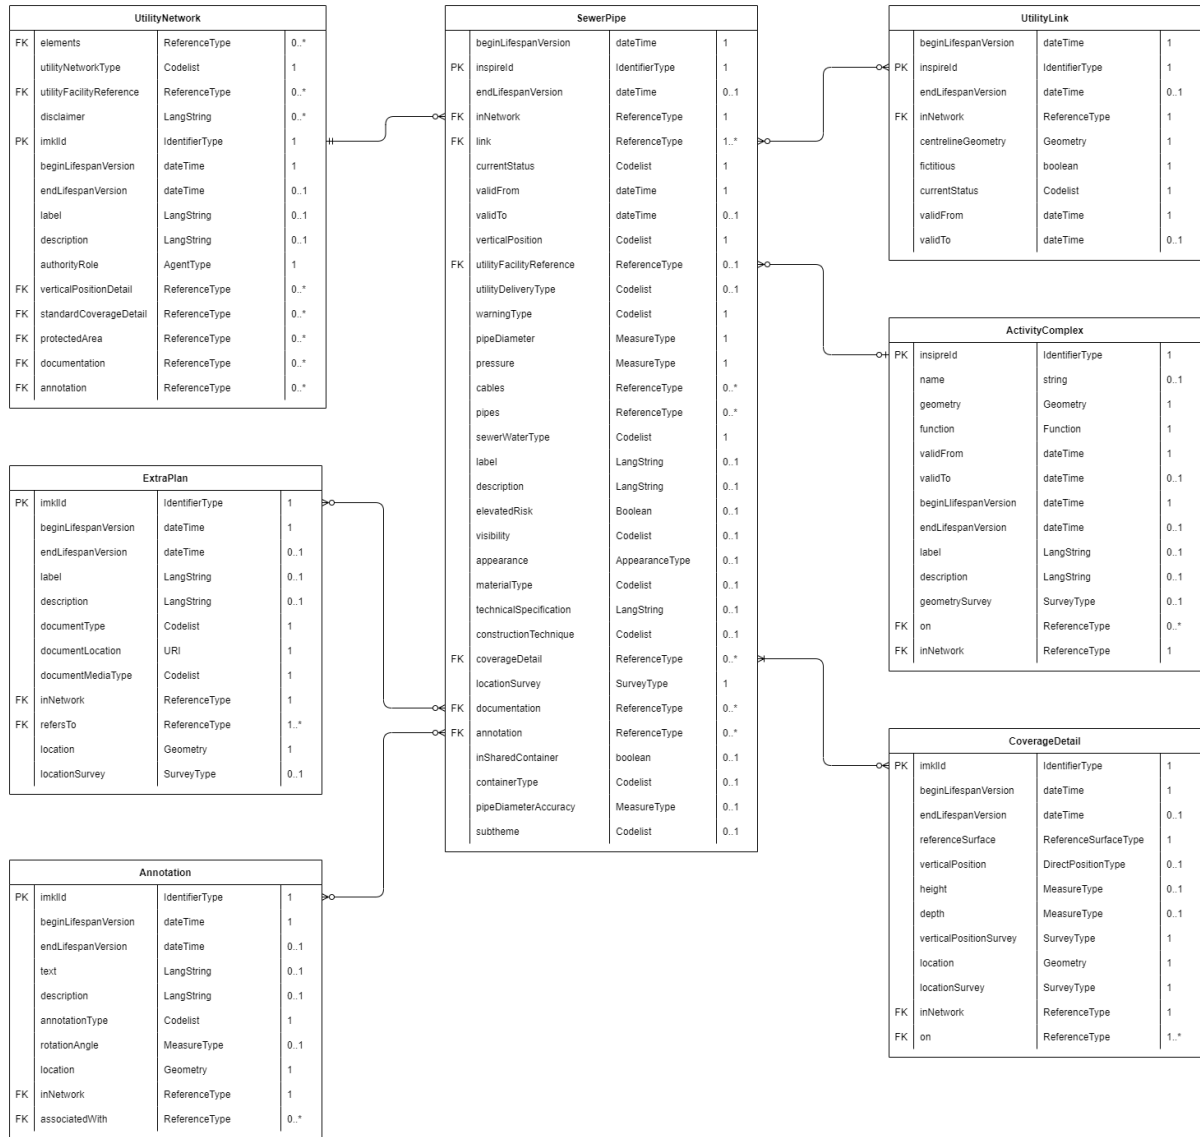 UtilityNetwork
FK elements ReferenceType 0..*
utilityNetworkType Codelist 1
FK utilityFacilityReference ReferenceType 0..*
disclaimer LangString 0..*
PK imklId IdentifierType 1
beginLifespanVersion dateTime 1
endLifespanVersion dateTime 0..1
label LangString 0..1
description LangString 0..1
authorityRole AgentType 1
FK verticalPositionDetail ReferenceType 0..*
FK standardCoverageDetail ReferenceType 0..*
FK protectedArea ReferenceType 0..*
FK documentation ReferenceType 0..*
FK annotation ReferenceType 0..*
ExtraPlan
PK imklId IdentifierType 1
beginLifespanVersion dateTime 1
endLifespanVersion dateTime 0..1
label LangString 0..1
description LangString 0..1
documentType Codelist 1
documentLocation URI 1
documentMediaType Codelist 1
FK inNetwork ReferenceType 1
FK refersTo ReferenceType 1..*
location Geometry 1
locationSurvey SurveyType 0..1
Annotation
PK imklId IdentifierType 1
beginLifespanVersion dateTime 1
endLifespanVersion dateTime 0..1
text LangString 0..1
description LangString 0..1
annotationType Codelist 1
rotationAngle MeasureType 0..1
location Geometry 1
FK inNetwork ReferenceType 1
FK associatedWith ReferenceType 0..*
SewerPipe
beginLifespanVersion dateTime 1
PK inspireId IdentifierType 1
endLifespanVersion dateTime 0..1
FK inNetwork ReferenceType 1
FK link ReferenceType 1..*
currentStatus Codelist 1
validFrom dateTime 1
validTo dateTime 0..1
verticalPosition Codelist 1
FK utilityFacilityReference ReferenceType 0..1
utilityDeliveryType Codelist 0..1
warningType Codelist 1
pipeDiameter MeasureType 1
pressure MeasureType 1
cables ReferenceType 0..*
pipes ReferenceType 0..*
sewerWaterType Codelist 1
label LangString 0..1
description LangString 0..1
elevatedRisk Boolean 0..1
visibility Codelist 0..1
appearance AppearanceType 0..1
materialType Codelist 0..1
technicalSpecification LangString 0..1
constructionTechnique Codelist 0..1
FK coverageDetail ReferenceType 0..*
locationSurvey SurveyType 1
FK documentation ReferenceType 0..*
FK annotation ReferenceType 0..*
inSharedContainer boolean 0..1
containerType Codelist 0..1
pipeDiameterAccuracy MeasureType 0..1
subtheme Codelist 0..1
UtilityLink
beginLifespanVersion dateTime 1
PK inspireId IdentifierType 1
endLifespanVersion dateTime 0..1
FK inNetwork ReferenceType 1
centrelineGeometry Geometry 1
fictitious boolean 1
currentStatus Codelist 1
validFrom dateTime 1
validTo dateTime 0..1
ActivityComplex
PK insipreId IdentifierType 1
name string 0..1
geometry Geometry 1
function Function 1
validFrom dateTime 1
validTo dateTime 0..1
beginLlifespanVersion dateTime 1
endLifespanVersion dateTime 0..1
label LangString 0..1
description LangString 0..1
geometrySurvey SurveyType 0..1
FK on ReferenceType 0..*
FK inNetwork ReferenceType 1
CoverageDetail
PK imklId IdentifierType 1
beginLifespanVersion dateTime 1
endLifespanVersion dateTime 0..1
referenceSurface ReferenceSurfaceType 1
verticalPosition DirectPositionType 0..1
height MeasureType 0..1
depth MeasureType 0..1
verticalPositionSurvey SurveyType 1
location Geometry 1
locationSurvey SurveyType 1
FK inNetwork ReferenceType 1
FK on ReferenceType 1..*